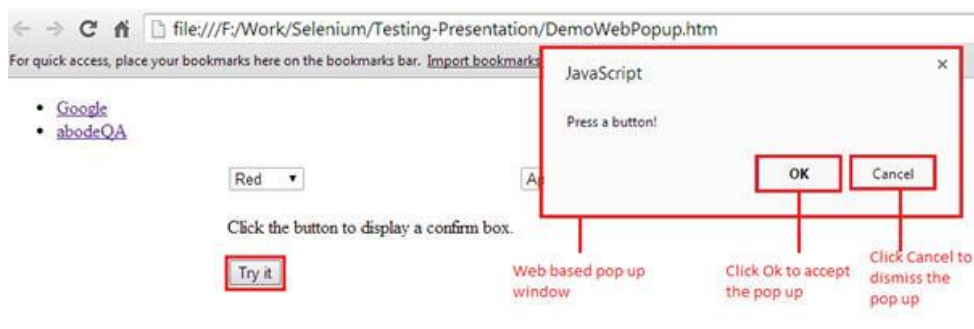 file:///F:/Work/Selenium/Testing-Presentation/DemoWebPopup.htm
For quick access, place your bookmarks here on the bookmarks bar. Import bookmarks
JavaScript
Press a button!
OK
Cancel
Google
abodeQA
Red
Click the button to display a confirm box.
Try it
Web based pop up
window
Click Ok to accept
the pop up
Click Cancel to
dismiss the
pop up